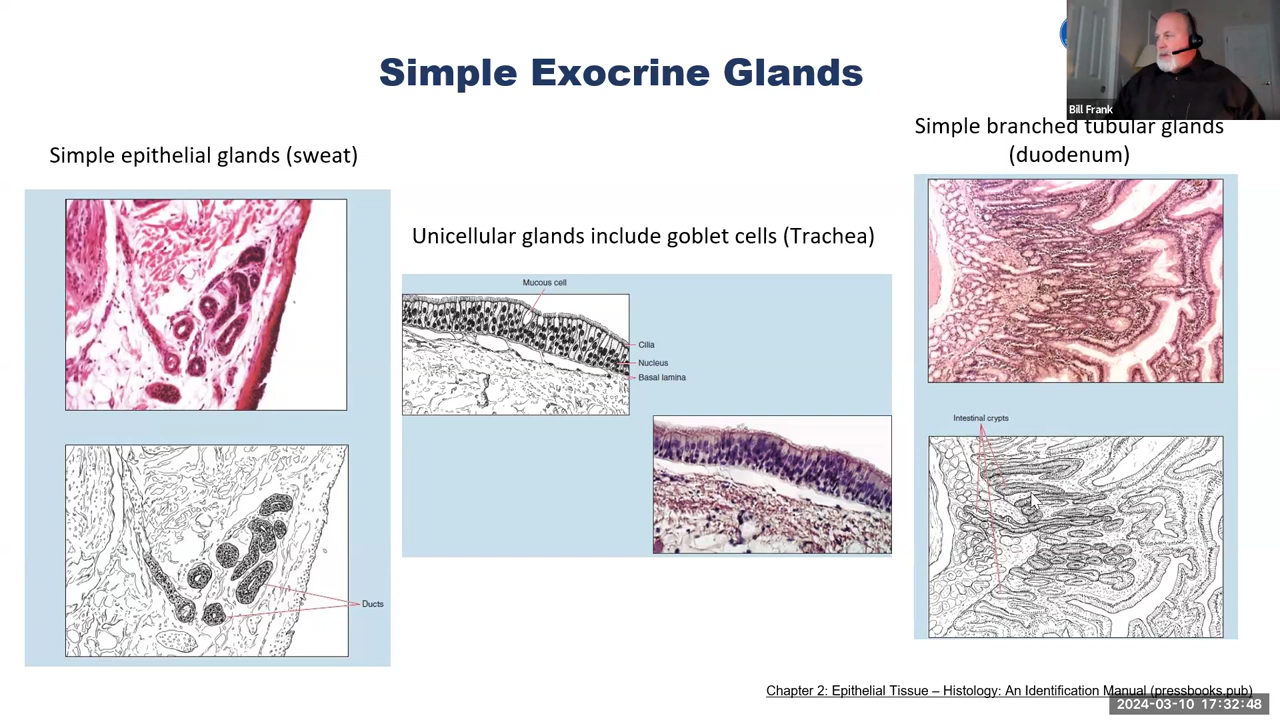 Simple Exocrine Glands
Bill Frank
Simple epithelial glands (sweat)
Ducts
Unicellular glands include goblet cells (Trachea)
Mucous cell
Cilia
Nucleus
Basal lamina
Simple branched tubular glands
(duodenum)
Intestinal crypts
Chapter 2: Epithelial Tissue – Histology: An Identification Manual (pressbooks.pub)
2024-03-10 17:32:48